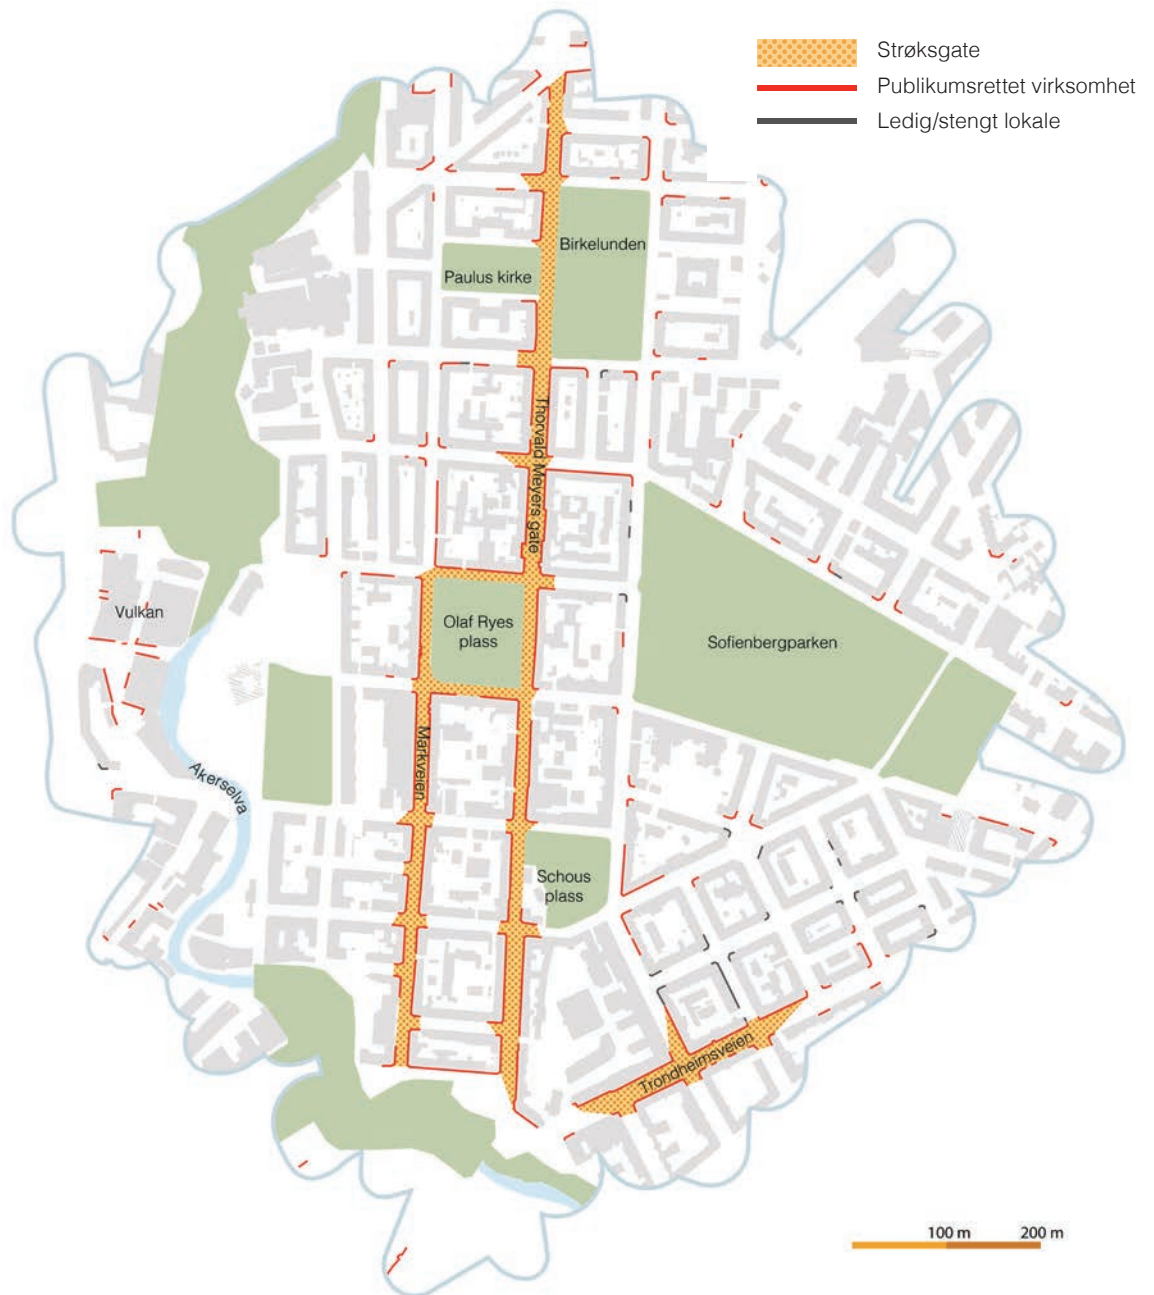 Strøksgate
Publikumsrettet virksomhet
Ledig/stengt lokale
Birkelunden
Paulus kirke
Thorvald Meyers gate
Vulkan
Olaf Ryes
plass
Sofienbergparken
Markveien
Akerselva
Schous
plass
Trondheimsveien
100 m
200 m